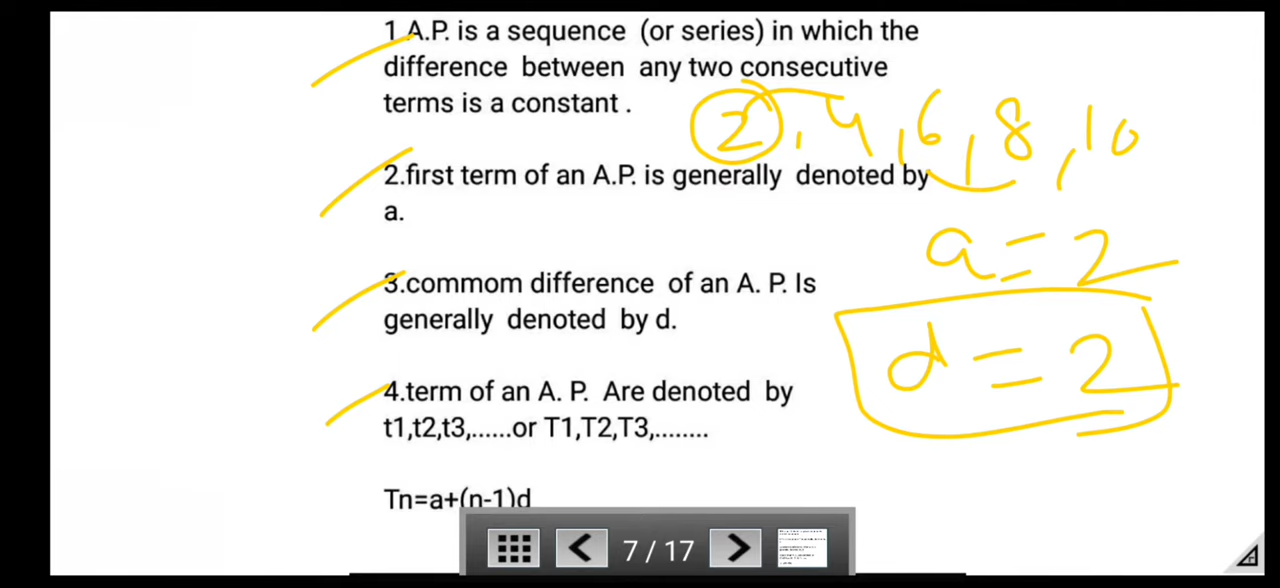 1 A.P. is a sequence (or series) in which the
difference between any two consecutive
terms is a constant .
2, 4, 6, 8, 10
2.first term of an A.P. is generally denoted by
a.
a = 2
3.commom difference of an A. P. Is
generally denoted by d.
d = 2
4.term of an A. P. Are denoted by
t1,t2,t3,......or T1,T2,T3,........
Tn=a+(n-1)d
7 / 17